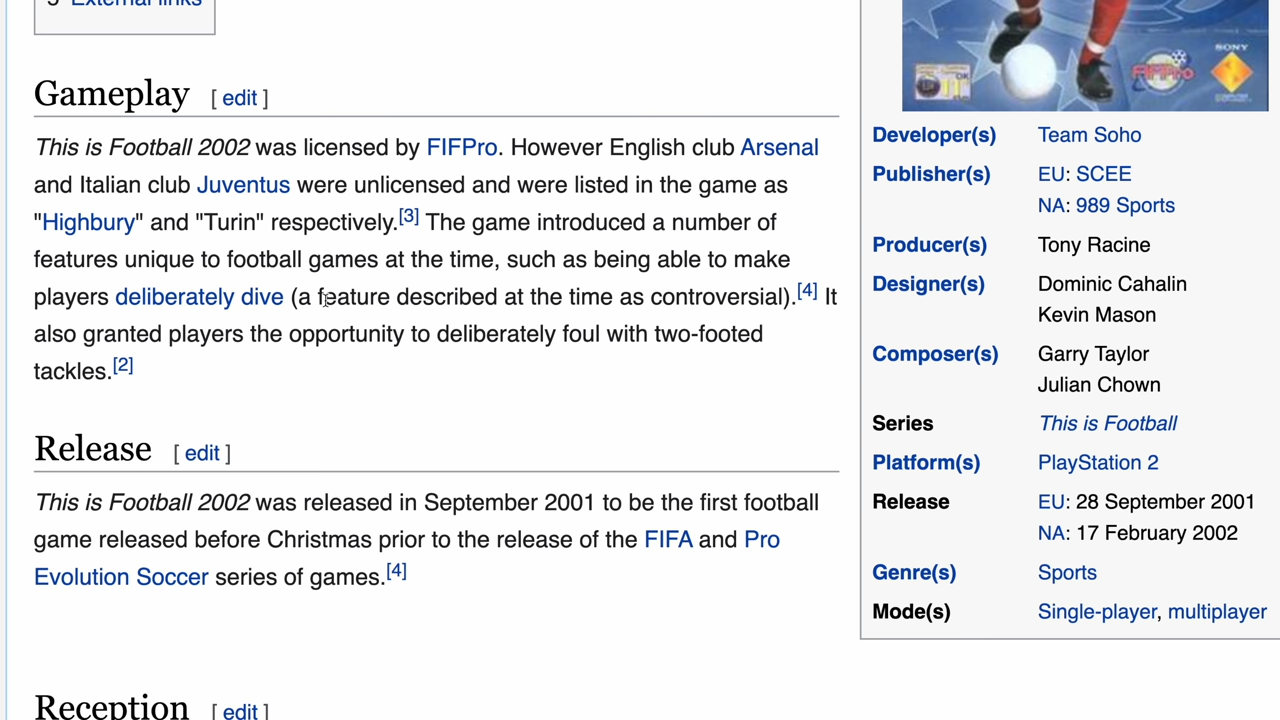 5 External links
Gameplay [ edit ]
This is Football 2002 was licensed by FIFPro. However English club Arsenal
and Italian club Juventus were unlicensed and were listed in the game as
"Highbury" and "Turin" respectively.[3] The game introduced a number of
features unique to football games at the time, such as being able to make
players deliberately dive (a feature described at the time as controversial).[4] It
also granted players the opportunity to deliberately foul with two-footed
tackles.[2]
Release [ edit ]
This is Football 2002 was released in September 2001 to be the first football
game released before Christmas prior to the release of the FIFA and Pro
Evolution Soccer series of games.[4]
Reception [ edit ]
11
FIFPro
SONY
Developer(s) Team Soho
Publisher(s) EU: SCEE
NA: 989 Sports
Producer(s) Tony Racine
Designer(s) Dominic Cahalin
Kevin Mason
Composer(s) Garry Taylor
Julian Chown
Series This is Football
Platform(s) PlayStation 2
Release EU: 28 September 2001
NA: 17 February 2002
Genre(s) Sports
Mode(s) Single-player, multiplayer